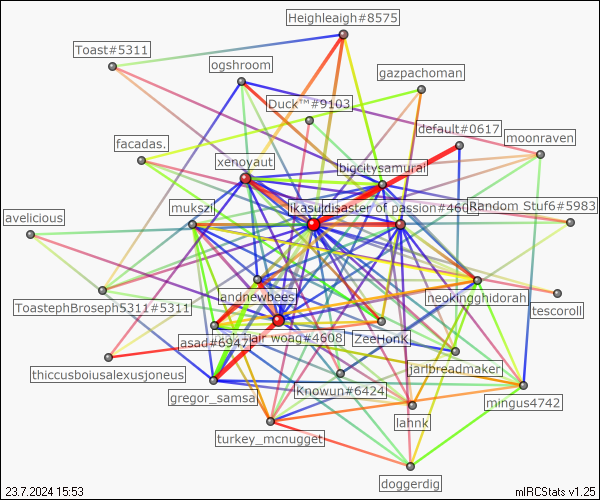 Heighleaigh#8575
Toast#5311
ogshroom
gazpachoman
Duck™#9103
default#0617
facadas.
moonraven
xenoyaut
bigcitysamurai
mukszi
ikasu
disaster of passion#460
Random Stuf6#5983
avelicious
andnewbees
neokingghidorah
tescoroll
ToastephBroseph5311#5311
asad#6947
air woag#4608
ZeeHonK
thiccusboiusalexusjoneus
jarlbreadmaker
gregor_samsa
Knowun#6424
mingus4742
lahnk
turkey_mcnugget
doggerdig
23.7.2024 15:53
mIRCStats v1.25